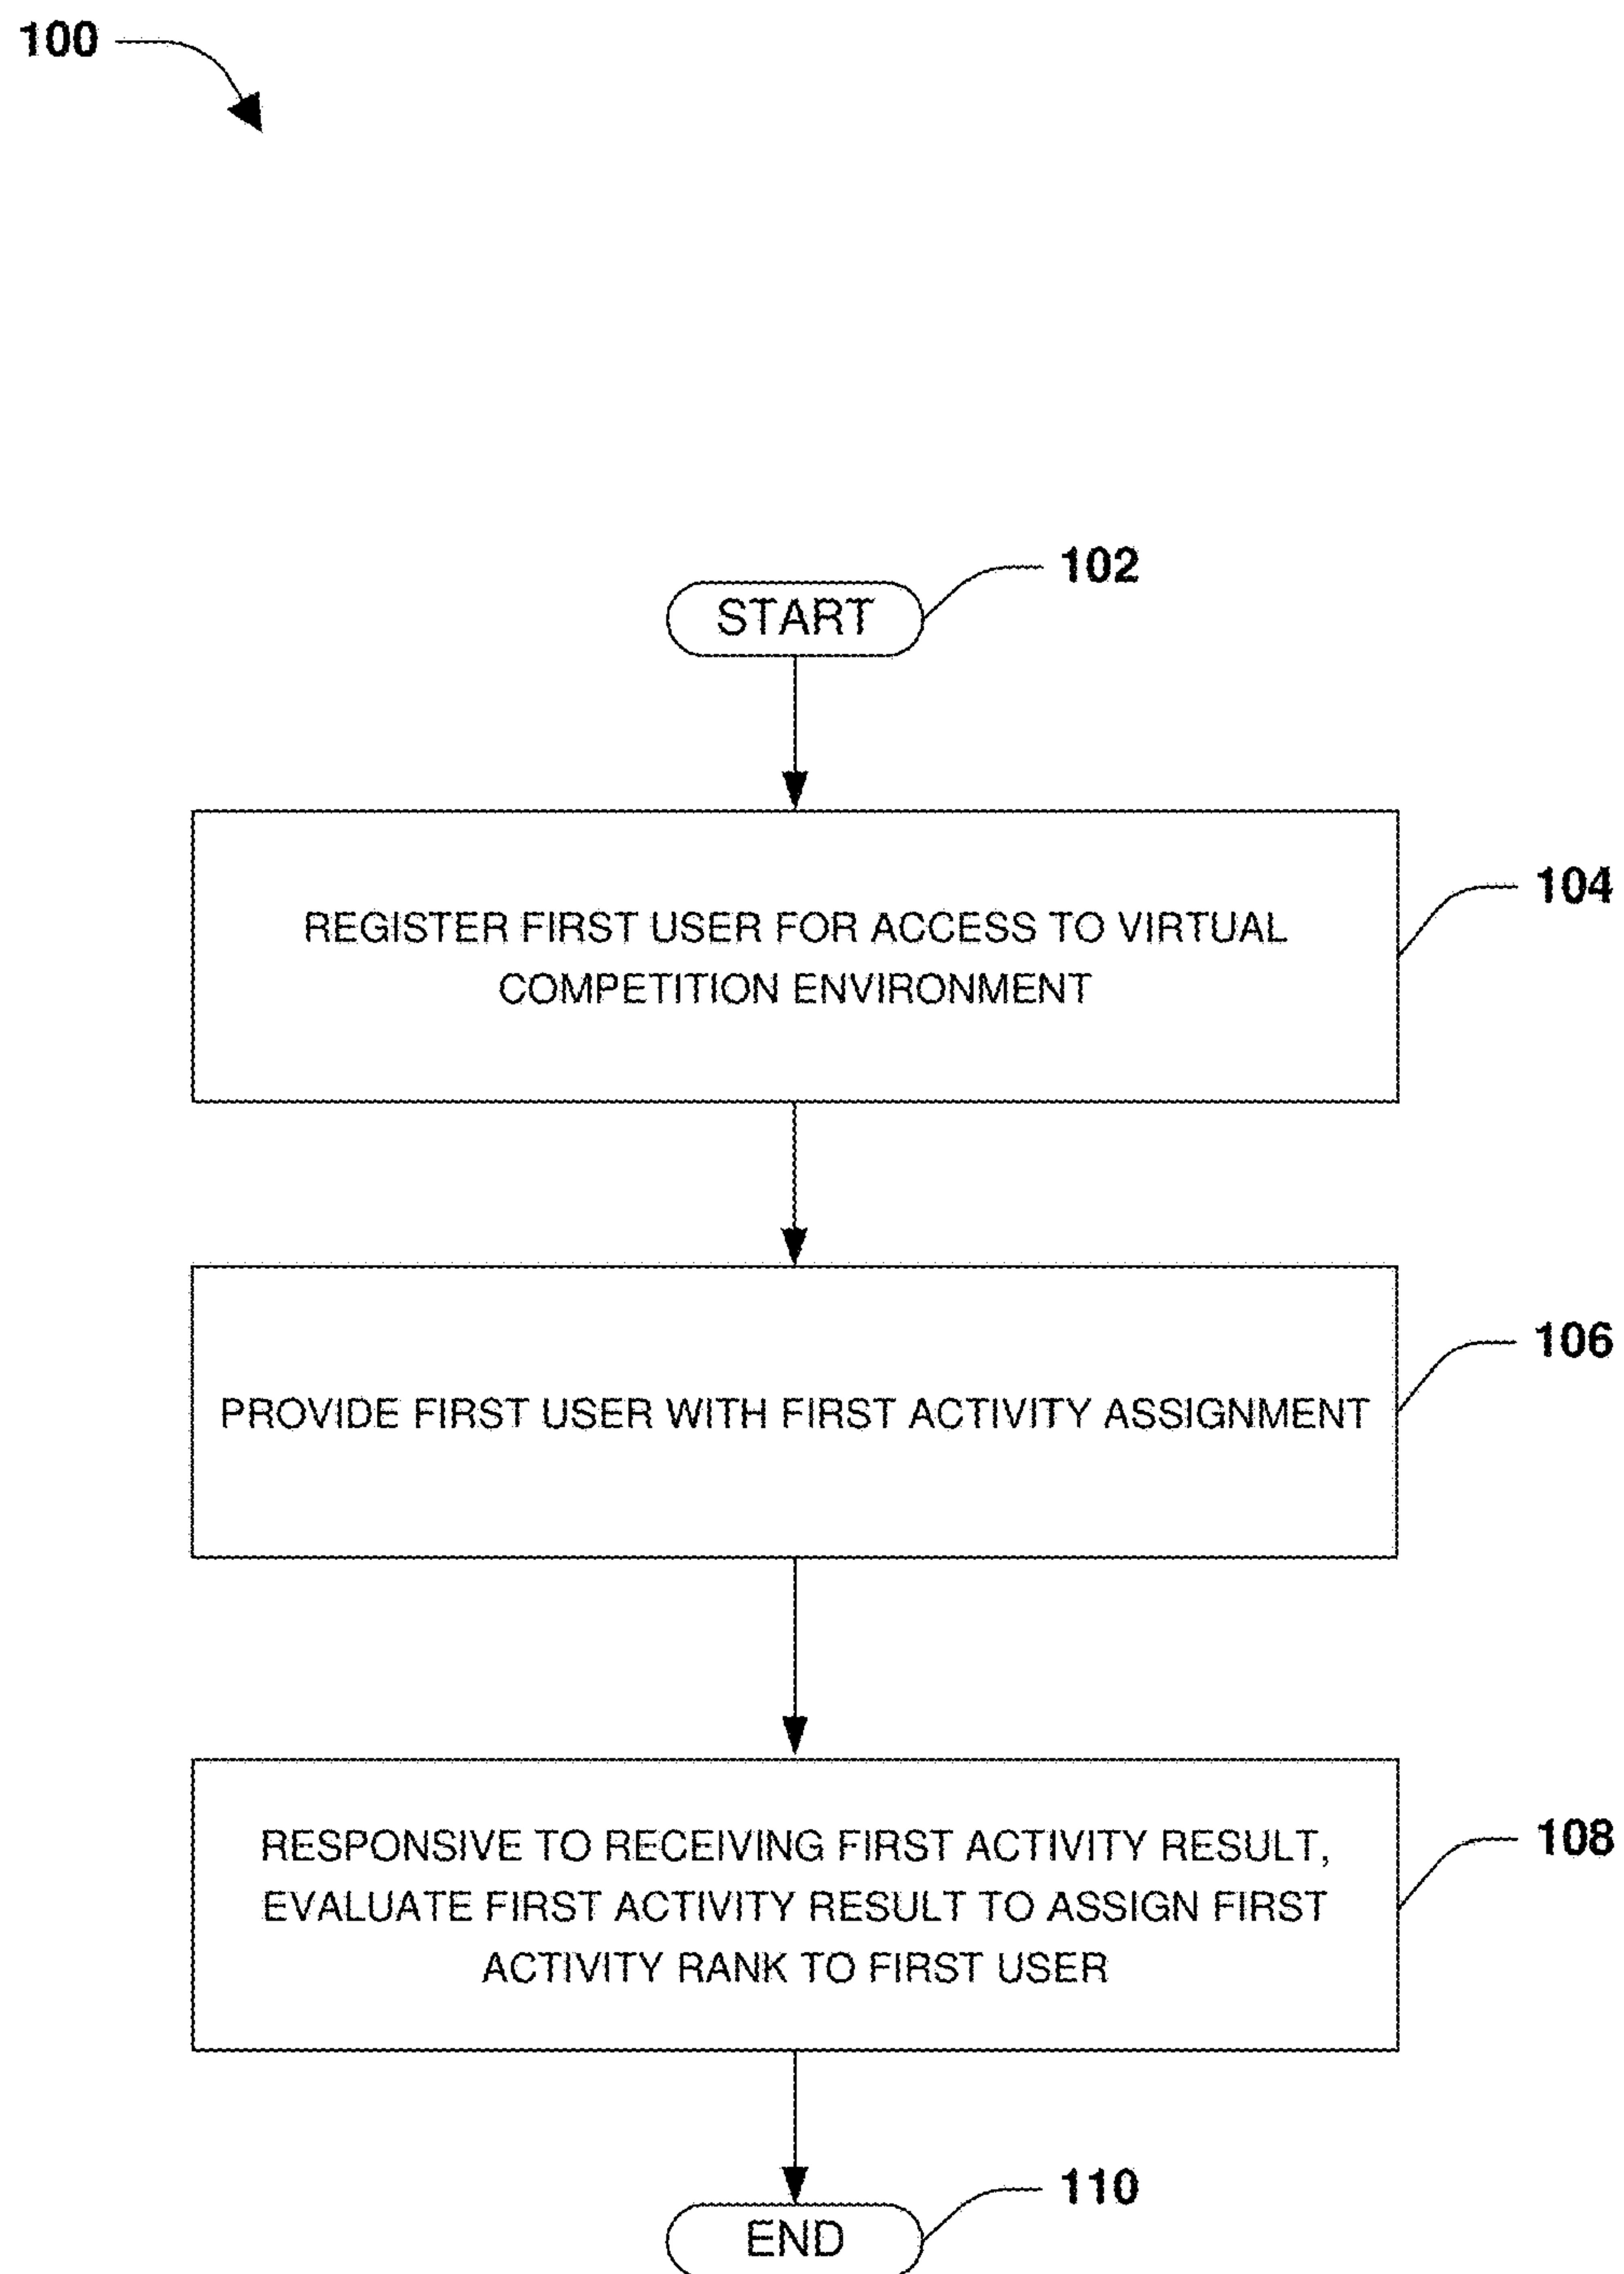 100
102
START
104
REGISTER FIRST USER FOR ACCESS TO VIRTUAL
COMPETITION ENVIRONMENT
106
PROVIDE FIRST USER WITH FIRST ACTIVITY ASSIGNMENT
108
RESPONSIVE TO RECEIVING FIRST ACTIVITY RESULT,
EVALUATE FIRST ACTIVITY RESULT TO ASSIGN FIRST
ACTIVITY RANK TO FIRST USER
110
END